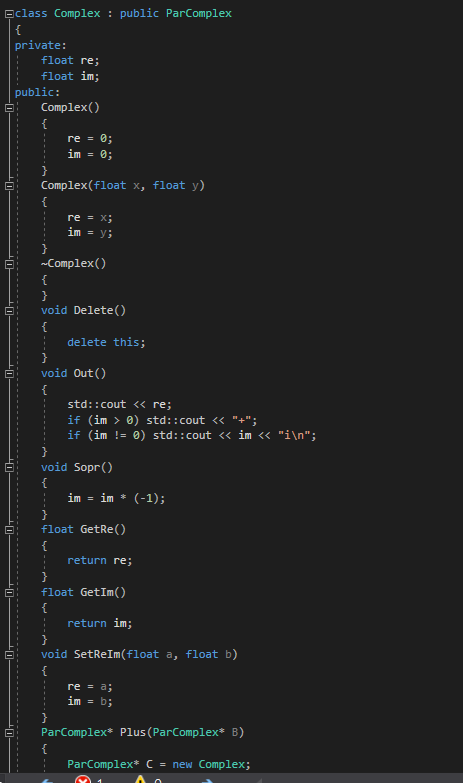 class Complex : public ParComplex
{
private:
    float re;
    float im;
public:
    Complex()
    {
        re = 0;
        im = 0;
    }
    Complex(float x, float y)
    {
        re = x;
        im = y;
    }
    ~Complex()
    {
    }
    void Delete()
    {
        delete this;
    }
    void Out()
    {
        std::cout << re;
        if (im > 0) std::cout << "+";
        if (im != 0) std::cout << im << "i\n";
    }
    void Sopr()
    {
        im = im * (-1);
    }
    float GetRe()
    {
        return re;
    }
    float GetIm()
    {
        return im;
    }
    void SetReIm(float a, float b)
    {
        re = a;
        im = b;
    }
    ParComplex* Plus(ParComplex* B)
    {
        ParComplex* C = new Complex;